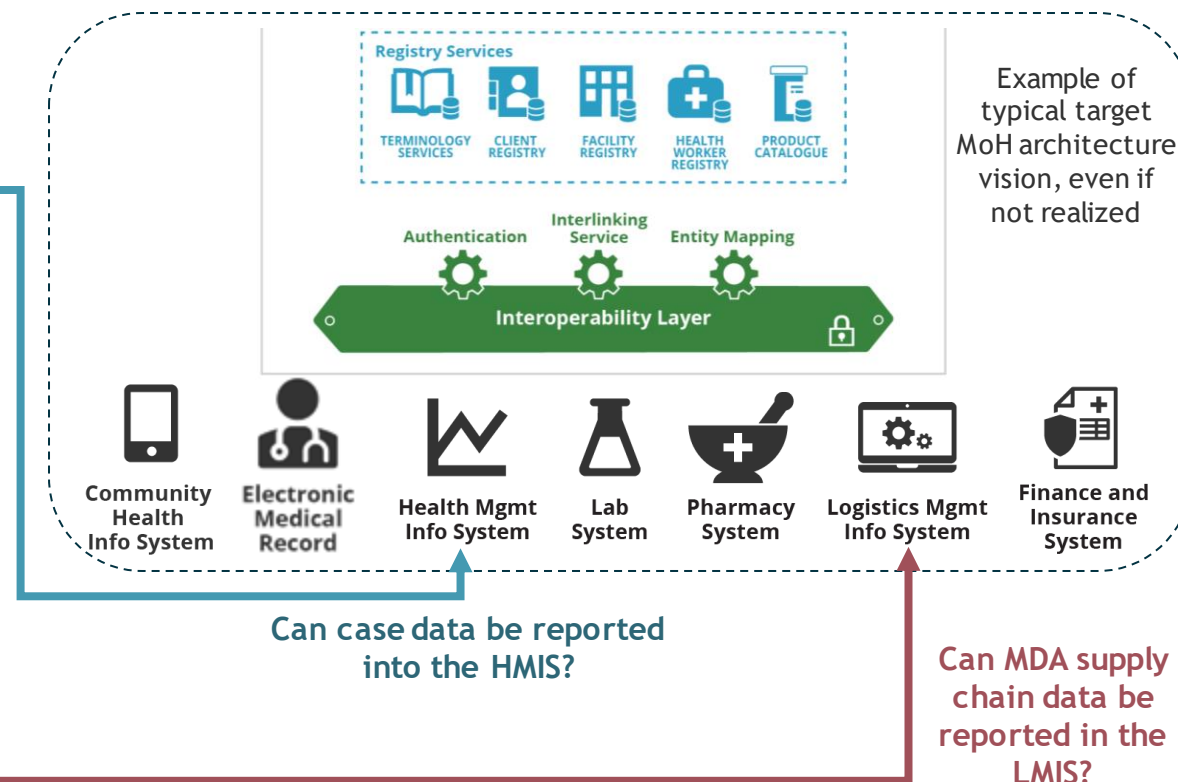 Registry Services
TERMINOLOGY
SERVICES
CLIENT
REGISTRY
FACILITY
REGISTRY
HEALTH
WORKER
REGISTRY
PRODUCT
CATALOGUE
Example of
typical target
MoH architecture
vision, even if
not realized
Authentication
Interlinking
Service
Entity Mapping
Interoperability Layer
Community
Health
Info System
Electronic
Medical
Record
Health Mgmt
Info System
Lab
System
Pharmacy
System
Logistics Mgmt
Info System
Finance and
Insurance
System
Can case data be reported
into the HMIS?
Can MDA supply
chain data be
reported in the
LMIS?